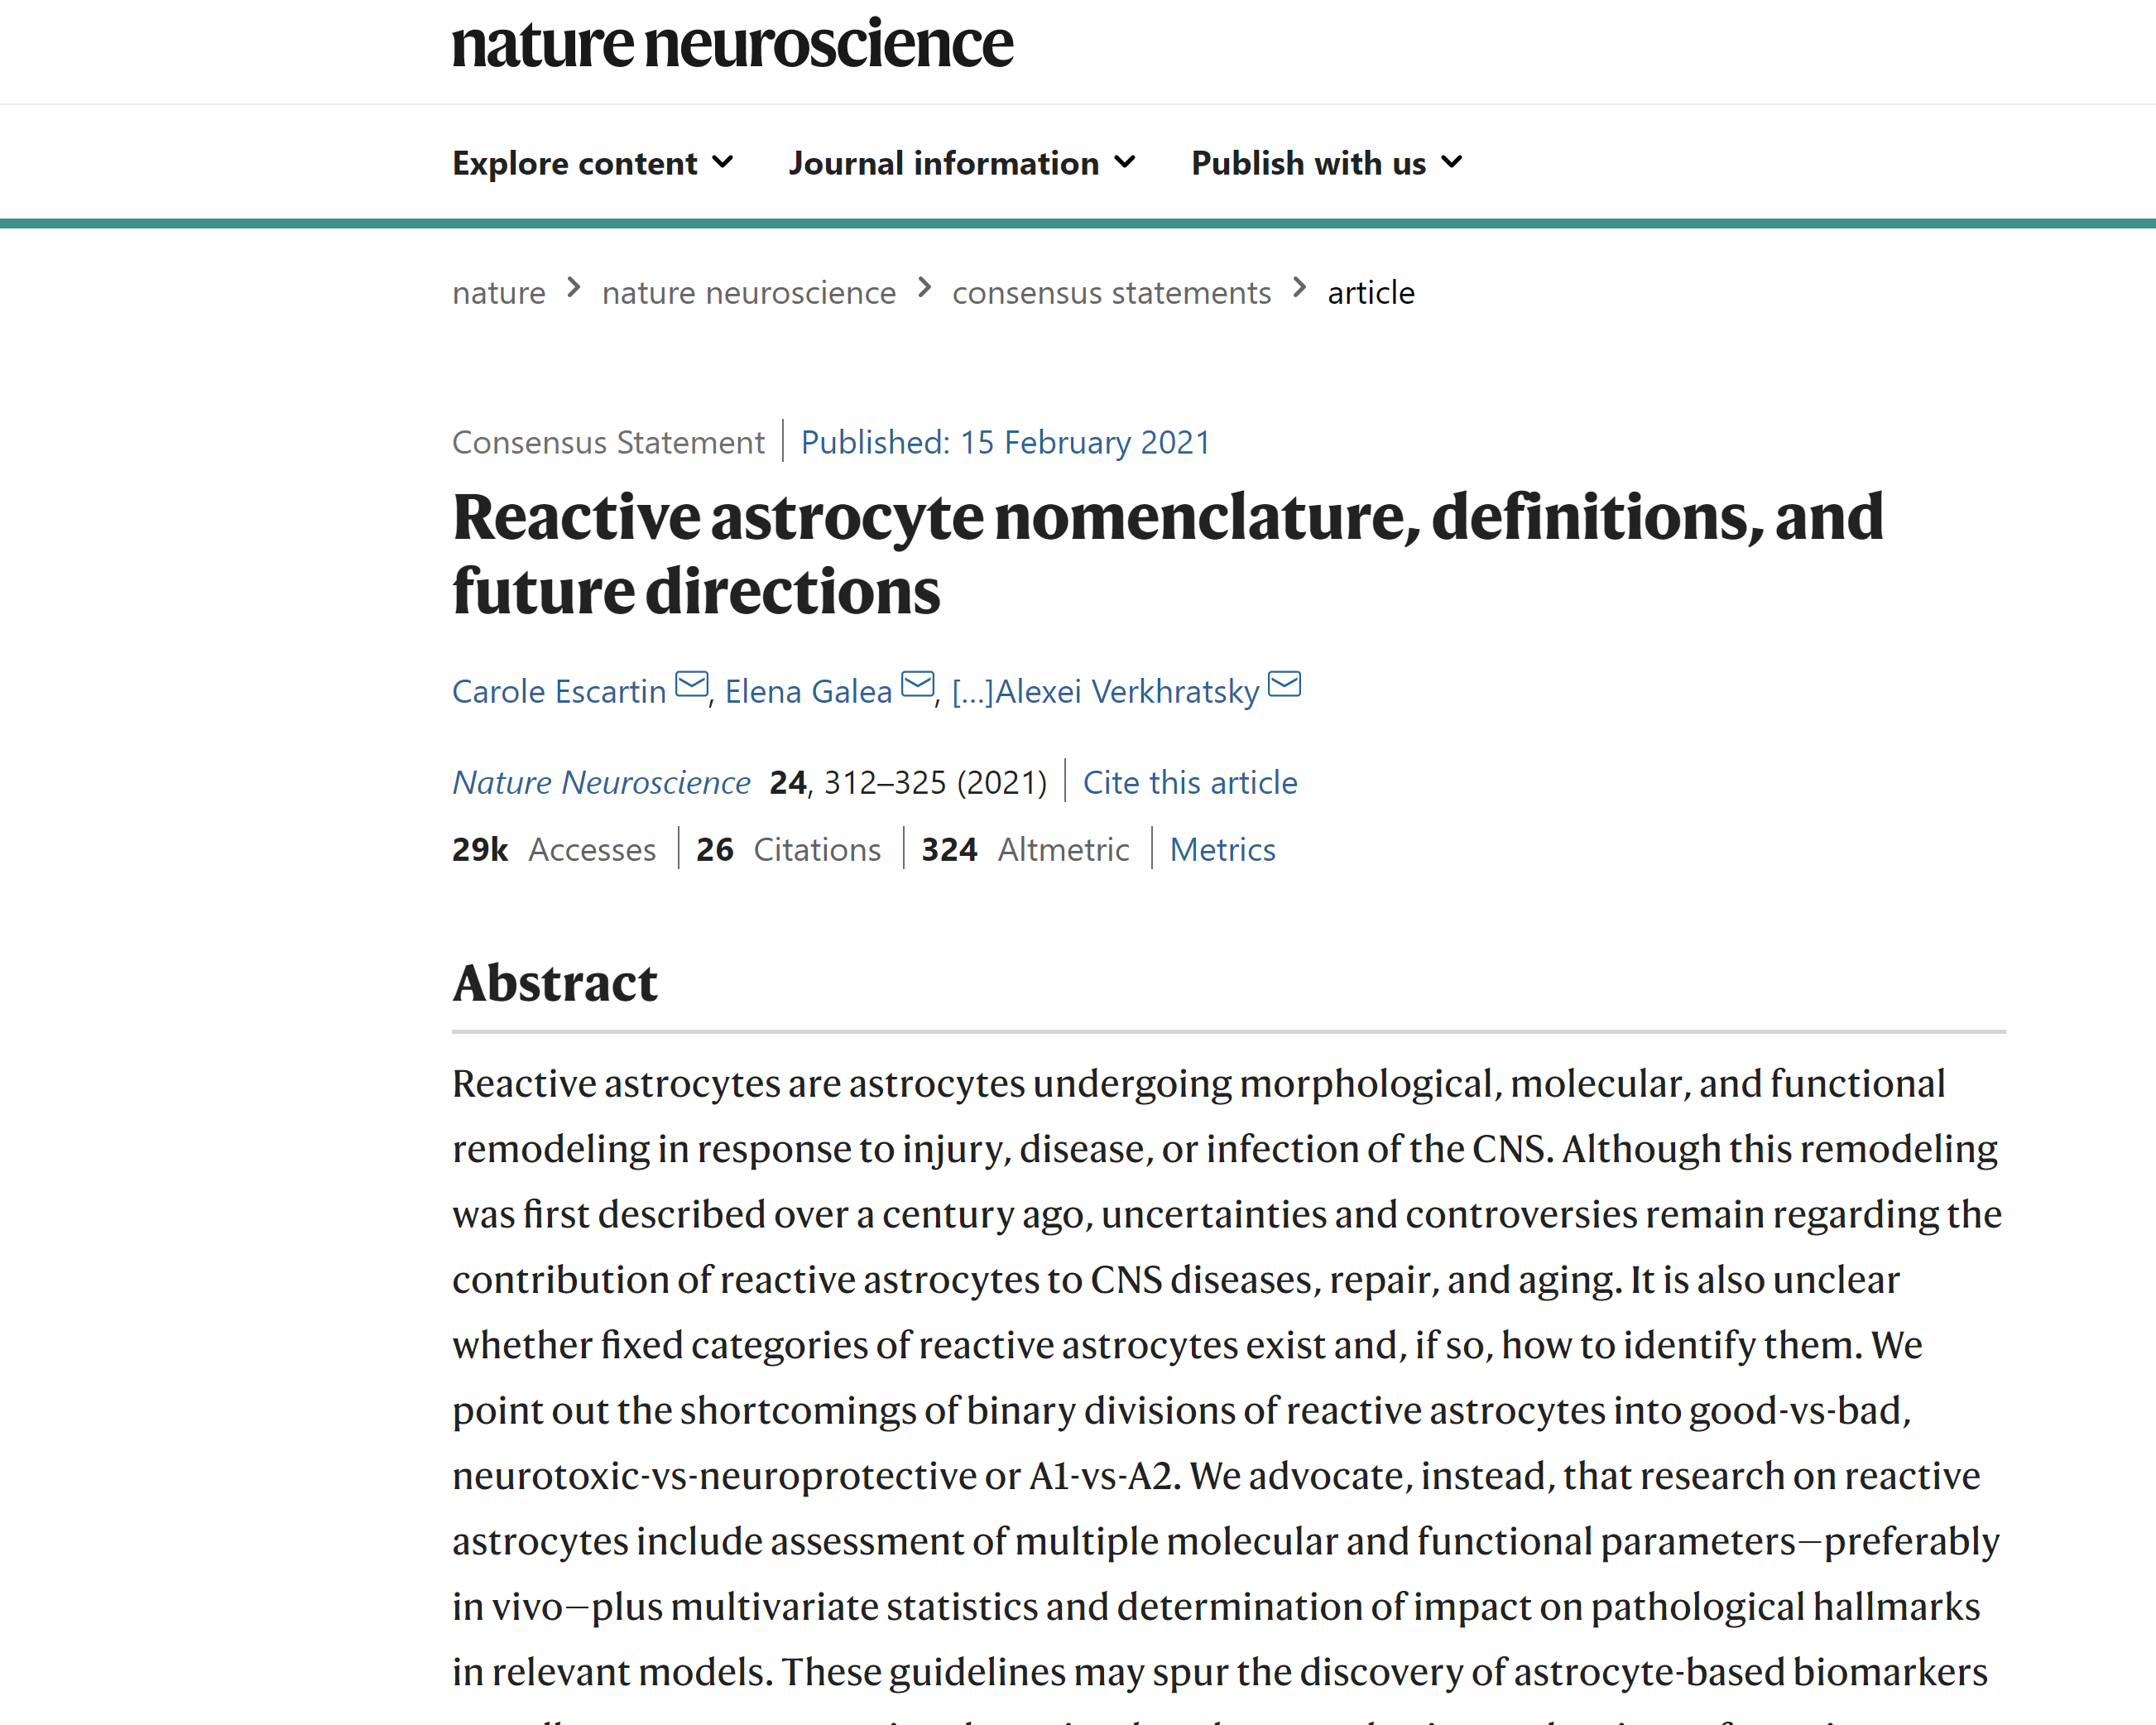 nature neuroscience
Explore content Journal information Publish with us
nature > nature neuroscience > consensus statements > article
Consensus Statement | Published: 15 February 2021
Reactive astrocyte nomenclature, definitions, and
future directions
Carole Escartin, Elena Galea, [...]Alexei Verkhratsky
Nature Neuroscience 24, 312–325 (2021) | Cite this article
29k Accesses | 26 Citations | 324 Altmetric | Metrics
Abstract
Reactive astrocytes are astrocytes undergoing morphological, molecular, and functional
remodeling in response to injury, disease, or infection of the CNS. Although this remodeling
was first described over a century ago, uncertainties and controversies remain regarding the
contribution of reactive astrocytes to CNS diseases, repair, and aging. It is also unclear
whether fixed categories of reactive astrocytes exist and, if so, how to identify them. We
point out the shortcomings of binary divisions of reactive astrocytes into good-vs-bad,
neurotoxic-vs-neuroprotective or A1-vs-A2. We advocate, instead, that research on reactive
astrocytes include assessment of multiple molecular and functional parameters—preferably
in vivo—plus multivariate statistics and determination of impact on pathological hallmarks
in relevant models. These guidelines may spur the discovery of astrocyte-based biomarkers